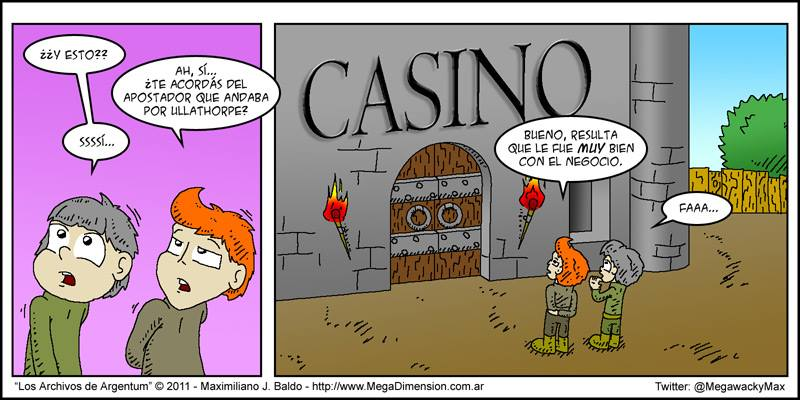 ¿¿Y ESTO??
SSSSÍ...
AH, SÍ...
¿TE ACORDÁS DEL
APOSTADOR QUE ANDABA
POR ULLATHORPE?
CASINO
BUENO, RESULTA
QUE LE FUE MUY BIEN
CON EL NEGOCIO.
FAAA...
"Los Archivos de Argentum" © 2011 - Maximiliano J. Baldo - http://www.MegaDimension.com.ar
Twitter: @MegawackyMax